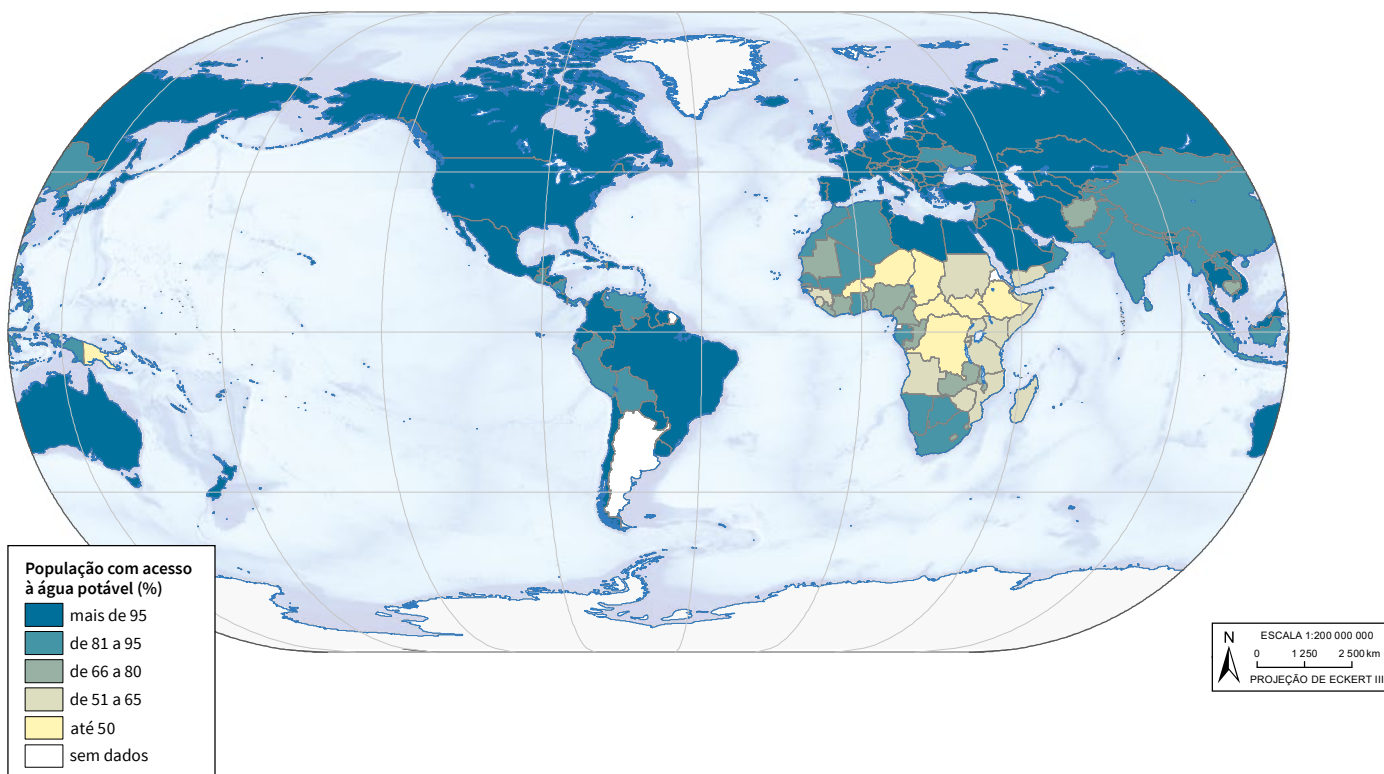 População com acesso
à água potável (%)
mais de 95
de 81 a 95
de 66 a 80
de 51 a 65
até 50
sem dados
N
ESCALA 1:200 000 000
0 1 250 2 500 km
PROJEÇÃO DE ECKERT III